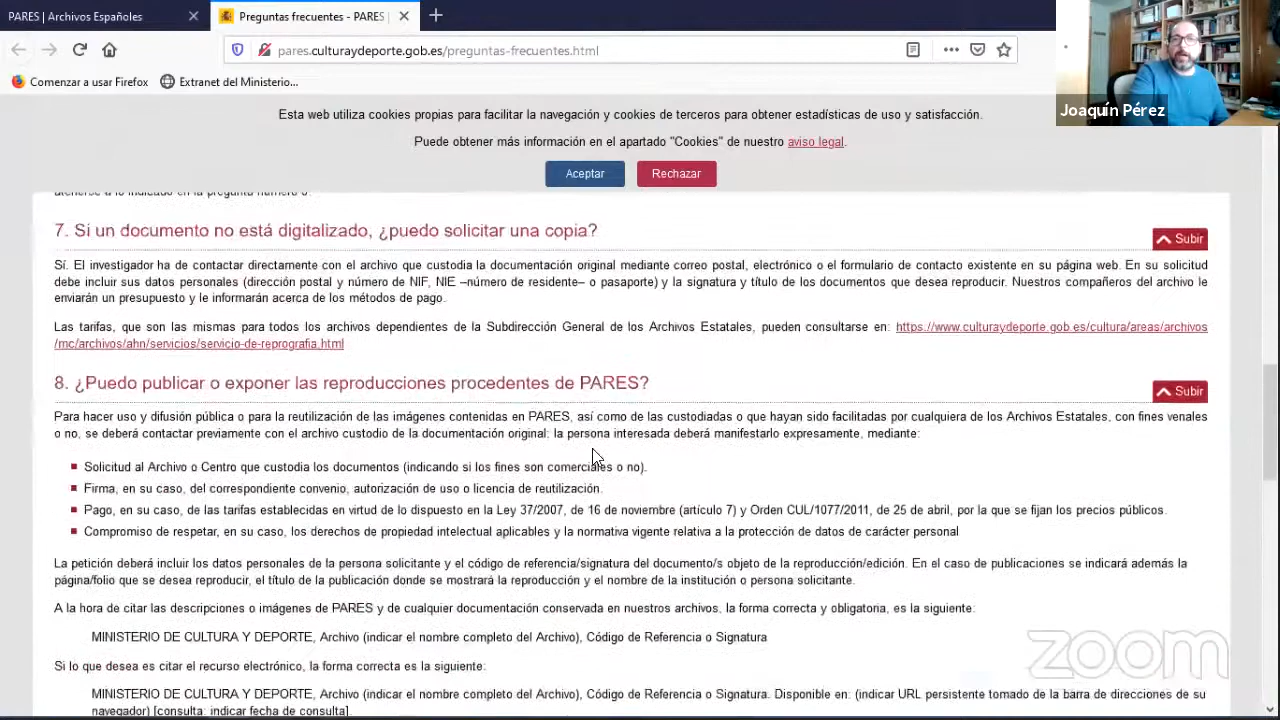 PARES | Archivos Españoles
Preguntas frecuentes - PARES |
pares.culturaydeporte.gob.es/preguntas-frecuentes.html
Comenzar a usar Firefox
Extranet del Ministerio...
Joaquín Pérez
Esta web utiliza cookies propias para facilitar la navegación y cookies de terceros para obtener estadísticas de uso y satisfacción.
Puede obtener más información en el apartado "Cookies" de nuestro aviso legal.
Aceptar
Rechazar
atenerse a lo indicado en la pregunta número
7. Si un documento no está digitalizado, ¿puedo solicitar una copia?
Subir
Sí. El investigador ha de contactar directamente con el archivo que custodia la documentación original mediante correo postal, electrónico o el formulario de contacto existente en su página web. En su solicitud
debe incluir sus datos personales (dirección postal y número de NIF, NIE –número de residente– o pasaporte) y la signatura y título de los documentos que desea reproducir. Nuestros compañeros del archivo le
enviarán un presupuesto y le informarán acerca de los métodos de pago.
Las tarifas, que son las mismas para todos los archivos dependientes de la Subdirección General de los Archivos Estatales, pueden consultarse en: https://www.culturaydeporte.gob.es/cultura/areas/archivos
/mc/archivos/ahn/servicios/servicio-de-reprografia.html
8. ¿Puedo publicar o exponer las reproducciones procedentes de PARES?
Subir
Para hacer uso y difusión pública o para la reutilización de las imágenes contenidas en PARES, así como de las custodiadas o que hayan sido facilitadas por cualquiera de los Archivos Estatales, con fines venales
o no, se deberá contactar previamente con el archivo custodio de la documentación original: la persona interesada deberá manifestarlo expresamente, mediante:
Solicitud al Archivo o Centro que custodia los documentos (indicando si los fines son comerciales o no).
Firma, en su caso, del correspondiente convenio, autorización de uso o licencia de reutilización.
Pago, en su caso, de las tarifas establecidas en virtud de lo dispuesto en la Ley 37/2007, de 16 de noviembre (artículo 7) y Orden CUL/1077/2011, de 25 de abril, por la que se fijan los precios públicos.
Compromiso de respetar, en su caso, los derechos de propiedad intelectual aplicables y la normativa vigente relativa a la protección de datos de carácter personal
La petición deberá incluir los datos personales de la persona solicitante y el código de referencia/signatura del documento/s objeto de la reproducción/edición. En el caso de publicaciones se indicará además la
página/folio que se desea reproducir, el título de la publicación donde se mostrará la reproducción y el nombre de la institución o persona solicitante.
A la hora de citar las descripciones o imágenes de PARES y de cualquier documentación conservada en nuestros archivos, la forma correcta y obligatoria, es la siguiente:
MINISTERIO DE CULTURA Y DEPORTE, Archivo (indicar el nombre completo del Archivo), Código de Referencia o Signatura
zoom
Si lo que desea es citar el recurso electrónico, la forma correcta es la siguiente:
MINISTERIO DE CULTURA Y DEPORTE, Archivo (indicar el nombre completo del Archivo), Código de Referencia o Signatura. Disponible en: (indicar URL persistente tomado de la barra de direcciones de su
navegador) [consulta: indicar fecha de consulta]